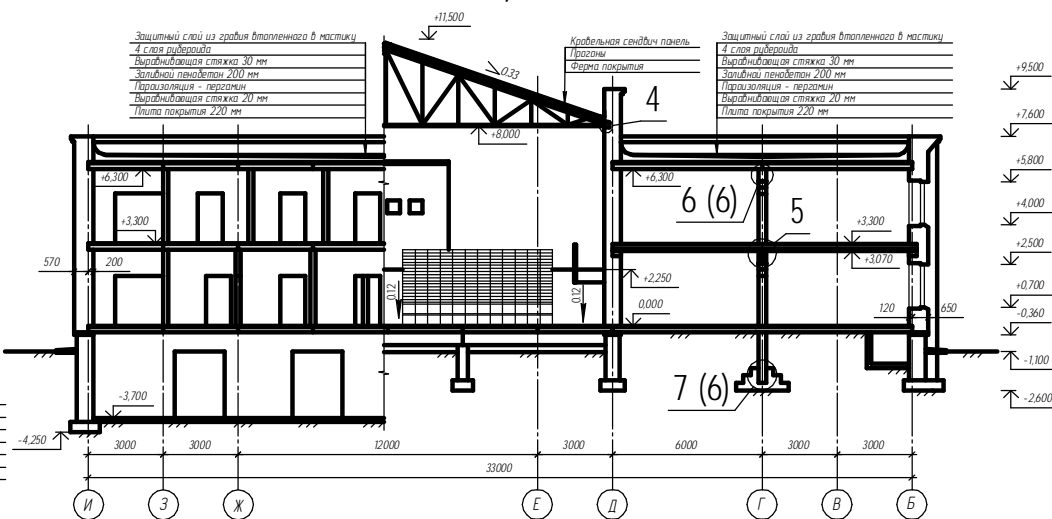 +11,500
Защитный слой из гравия втопленного в мастику
4 слоя рубероида
Выравнивающая стяжка 30 мм
Заливной пенобетон 200 мм
Пароизоляция - пергамин
Выравнивающая стяжка 20 мм
Плита покрытия 220 мм
0,33
Кровельная сендвич панель
Прогоны
Ферма покрытия
Защитный слой из гравия втопленного в мастику
4 слоя рубероида
Выравнивающая стяжка 30 мм
Заливной пенобетон 200 мм
Пароизоляция - пергамин
Выравнивающая стяжка 20 мм
Плита покрытия 220 мм
+9,500
+7,600
+5,800
+4,000
+2,500
+0,700
-0,360
-1,100
-2,600
4
+8,000
+6,300
+6,300
6 (6)
5
+3,300
+3,300
+3,070
570
200
+2,250
0,12
0,12
0,000
120
650
7 (6)
-3,700
-4,250
3000
3000
12000
3000
6000
3000
3000
33000
И
З
Ж
Е
Д
Г
В
Б